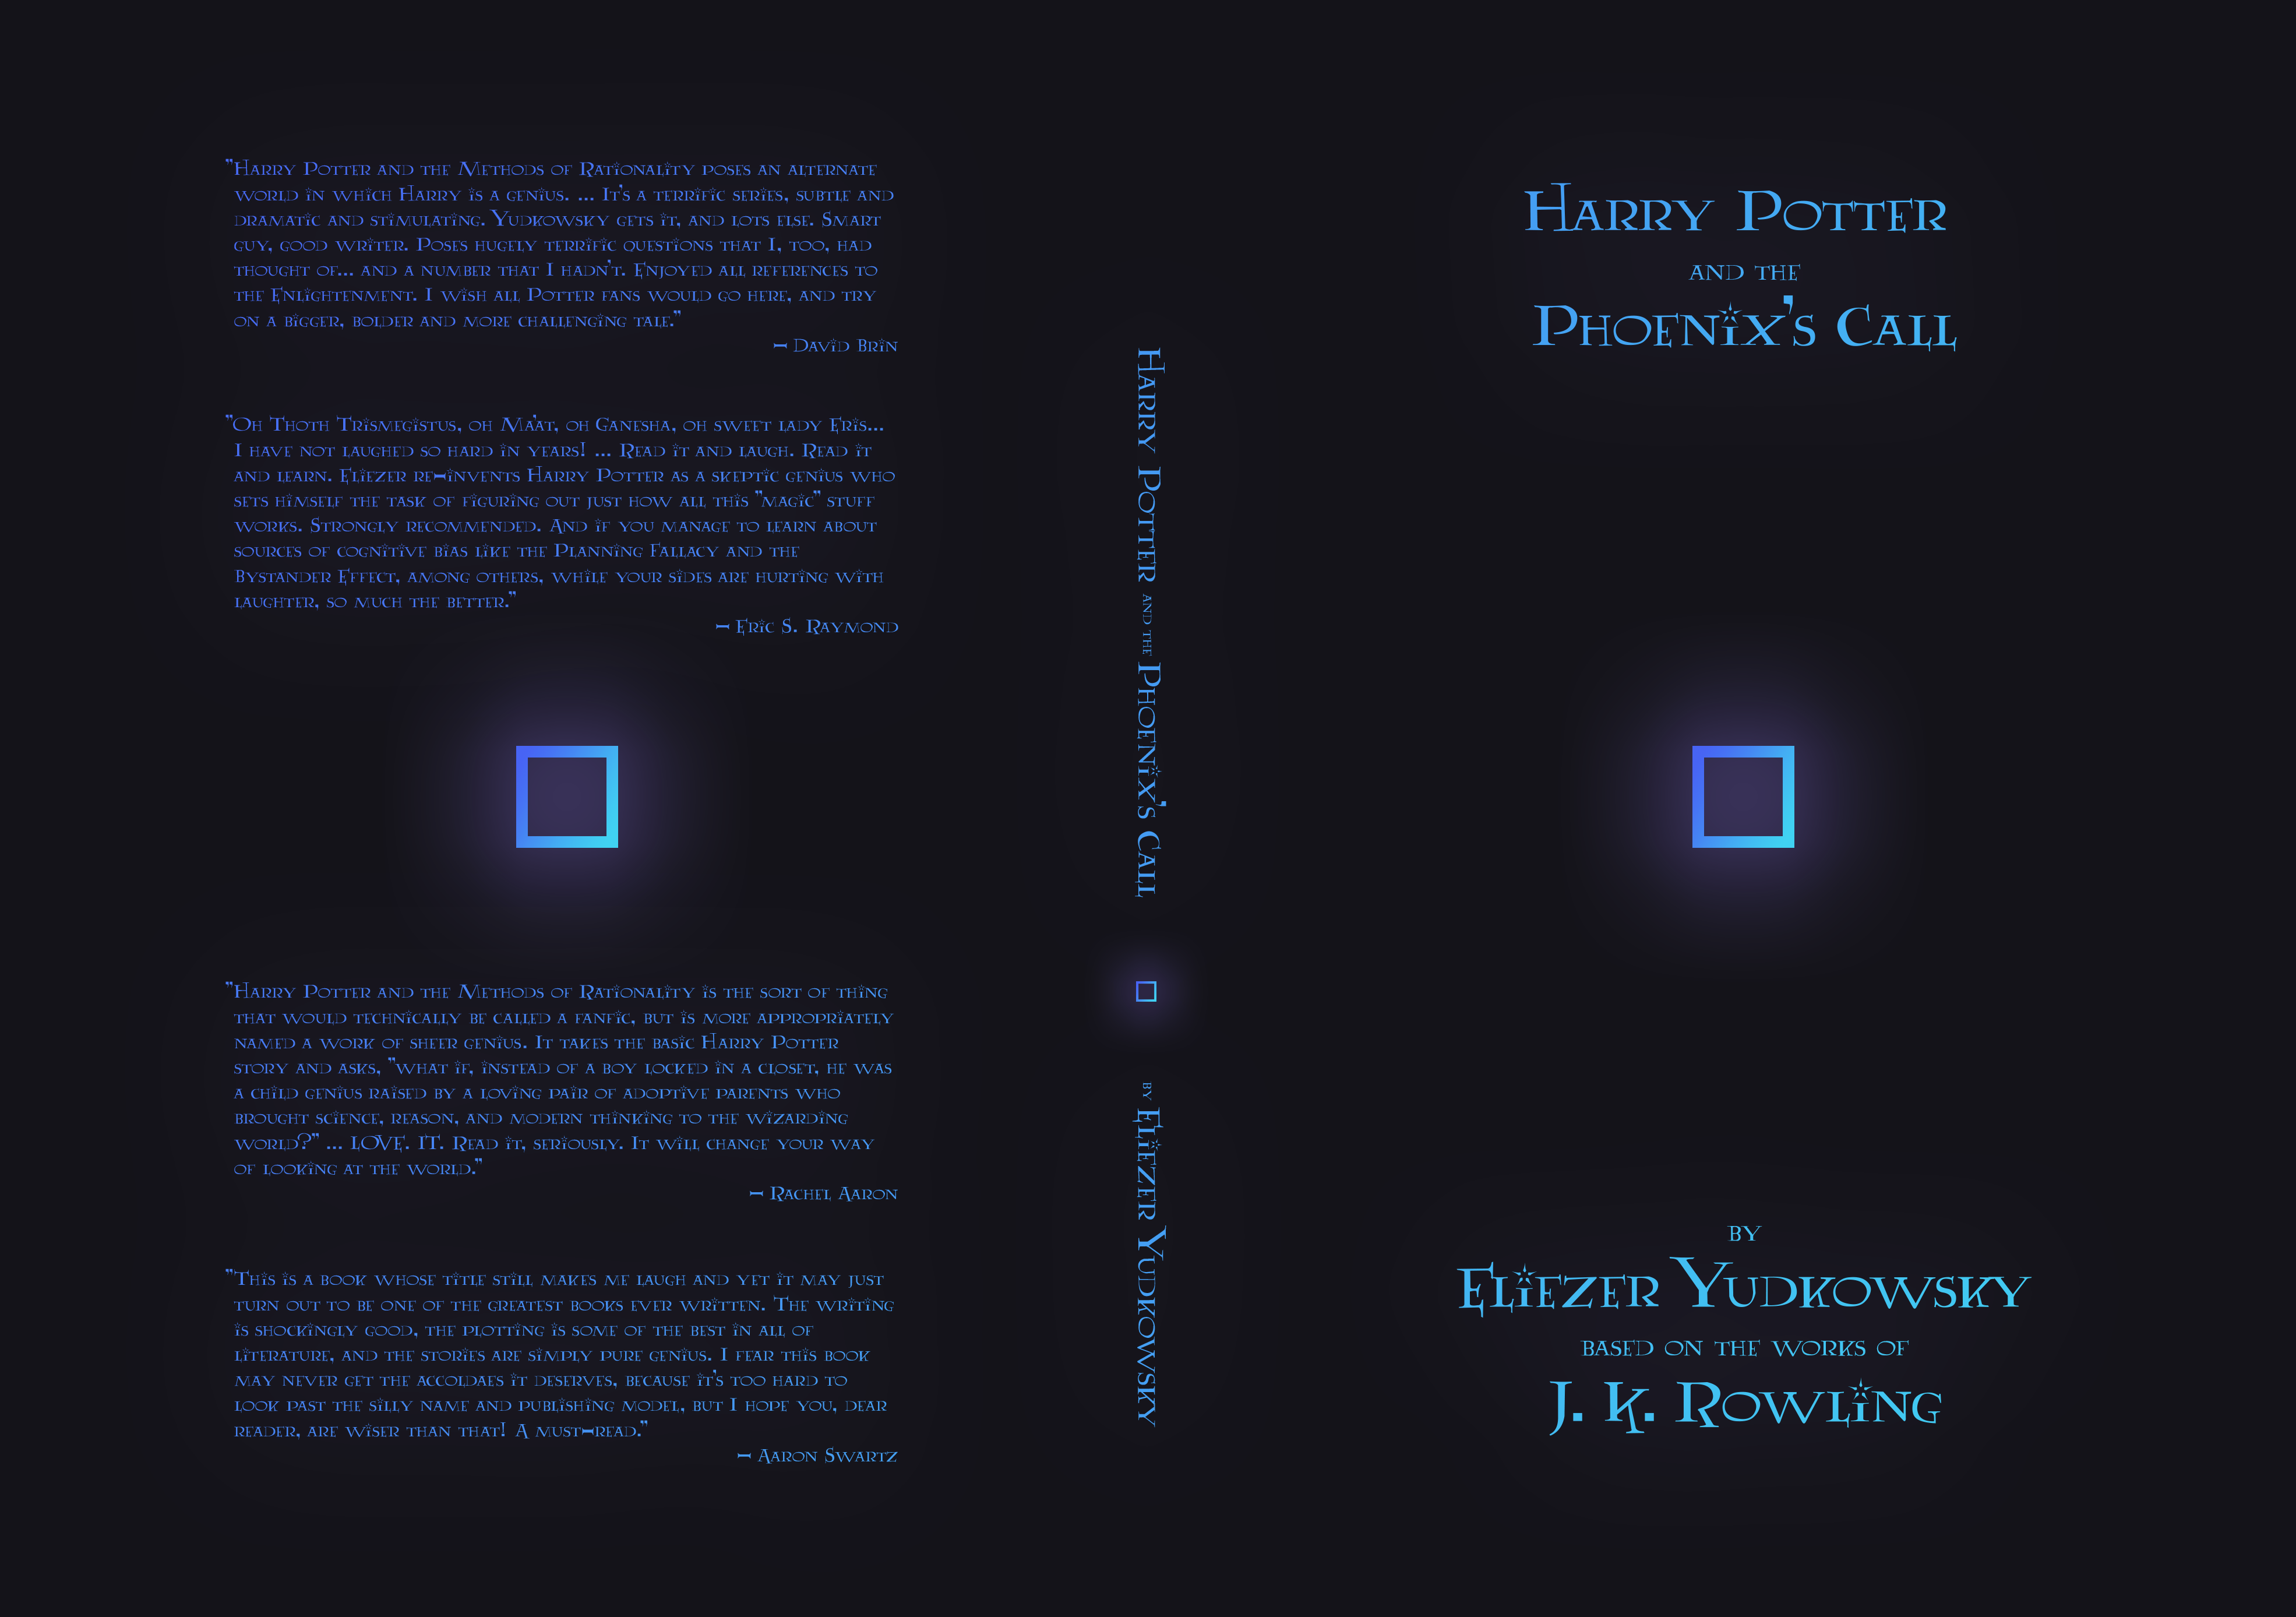 "Harry Potter and the Methods of Rationality poses an alternate
world in which Harry is a genius. ... It's a terrific series, subtle and
dramatic and stimulating. Yudkowsky gets it, and lots else. Smart
guy, good writer. Poses hugely terrific questions that I, too, had
thought of... and a number that I hadn't. Enjoyed all references to
the Enlightenment. I wish all Potter fans would go here, and try
on a bigger, bolder and more challenging tale."
- David Brin
"Oh Thoth Trismegistus, oh Ma'at, oh Ganesha, oh sweet lady Eris...
I have not laughed so hard in years! ... Read it and laugh. Read it
and learn. Eliezer re-invents Harry Potter as a skeptic genius who
sets himself the task of figuring out just how all this "magic" stuff
works. Strongly recommended. And if you manage to learn about
sources of cognitive bias like the Planning Fallacy and the
Bystander Effect, among others, while your sides are hurting with
laughter, so much the better."
- Eric S. Raymond
"Harry Potter and the Methods of Rationality is the sort of thing
that would technically be called a fanfic, but is more appropriately
named a work of sheer genius. It takes the basic Harry Potter
story and asks, "what if, instead of a boy locked in a closet, he was
a child genius raised by a loving pair of adoptive parents who
brought science, reason, and modern thinking to the wizarding
world?" ... LOVE. IT. Read it, seriously. It will change your way
of looking at the world."
- Rachel Aaron
"This is a book whose title still makes me laugh and yet it may just
turn out to be one of the greatest books ever written. The writing
is shockingly good, the plotting is some of the best in all of
literature, and the stories are simply pure genius. I fear this book
may never get the accoldaes it deserves, because it's too hard to
look past the silly name and publishing model, but I hope you, dear
reader, are wiser than that! A must-read."
- Aaron Swartz
Harry Potter and the Phoenix's Call
by Eliezer Yudkowsky
Harry Potter
and the
Phoenix's Call
by
Eliezer Yudkowsky
based on the works of
J. K. Rowling